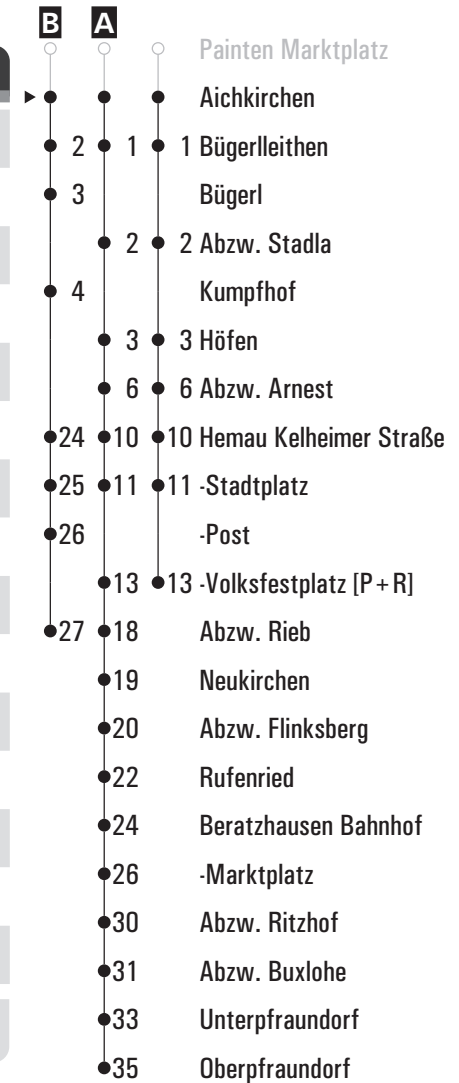 B A
Painten Marktplatz
Aichkirchen
2 1 1 Bügerlleithen
3 Bügerl
2 2 Abzw. Stadla
4 Kumpfhof
3 3 Höfen
6 6 Abzw. Arnest
24 10 10 Hemau Kelheimer Straße
25 11 11 -Stadtplatz
26 -Post
13 13 -Volksfestplatz [P+R]
27 18 Abzw. Rieb
19 Neukirchen
20 Abzw. Flinksberg
22 Rufenried
24 Beratzhausen Bahnhof
26 -Marktplatz
30 Abzw. Ritzhof
31 Abzw. Buxlohe
33 Unterpfraundorf
35 Oberpfraundorf